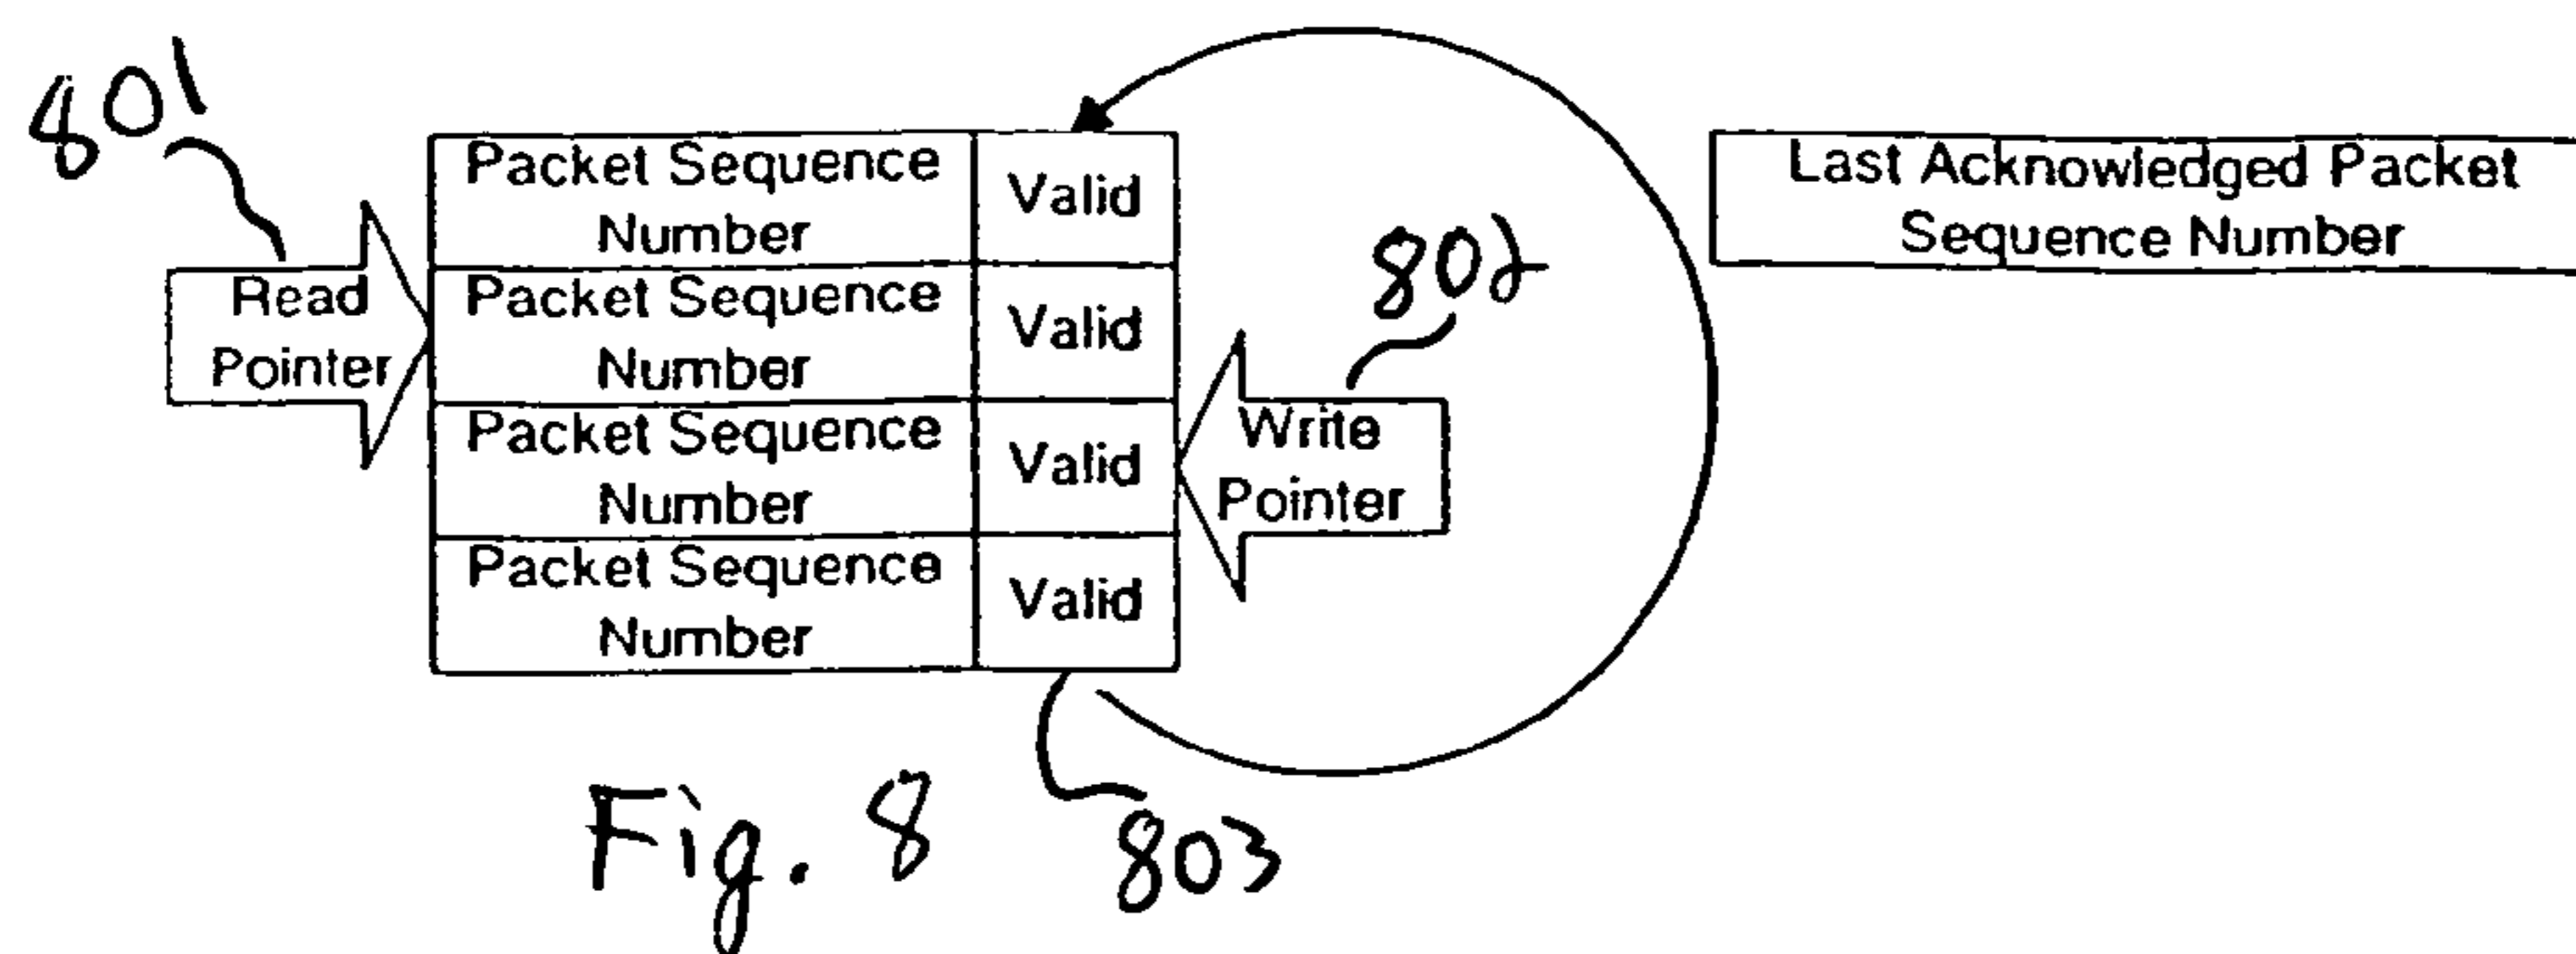 801
Packet Sequence
Number
Valid
Last Acknowledged Packet
Sequence Number
Read
Pointer
Packet Sequence
Number
Valid
802
Packet Sequence
Number
Valid
Write
Pointer
Packet Sequence
Number
Valid
Fig. 8
803